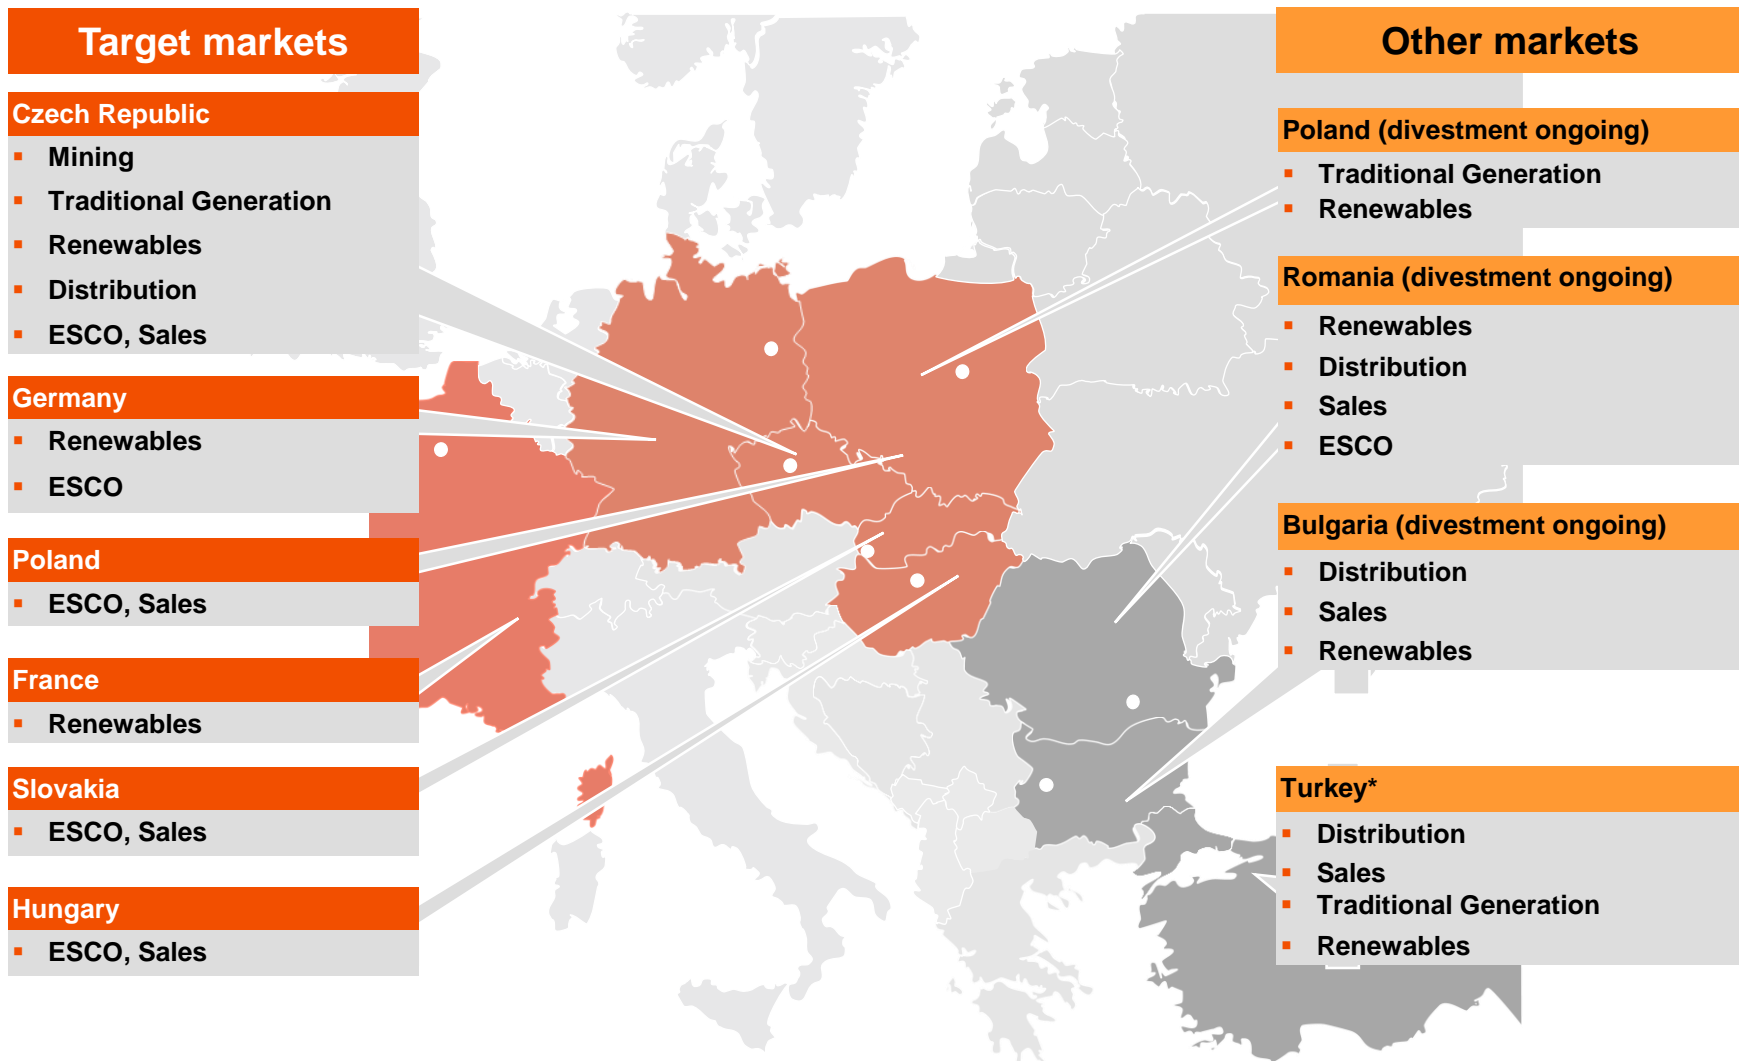 Target markets
Czech Republic
▪ Mining
▪ Traditional Generation
▪ Renewables
▪ Distribution
▪ ESCO, Sales
Germany
▪ Renewables
▪ ESCO
Poland
▪ ESCO, Sales
France
▪ Renewables
Slovakia
▪ ESCO, Sales
Hungary
▪ ESCO, Sales
Other markets
Poland (divestment ongoing)
▪ Traditional Generation
▪ Renewables
Romania (divestment ongoing)
▪ Renewables
▪ Distribution
▪ Sales
▪ ESCO
Bulgaria (divestment ongoing)
▪ Distribution
▪ Sales
▪ Renewables
Turkey*
▪ Distribution
▪ Sales
▪ Traditional Generation
▪ Renewables